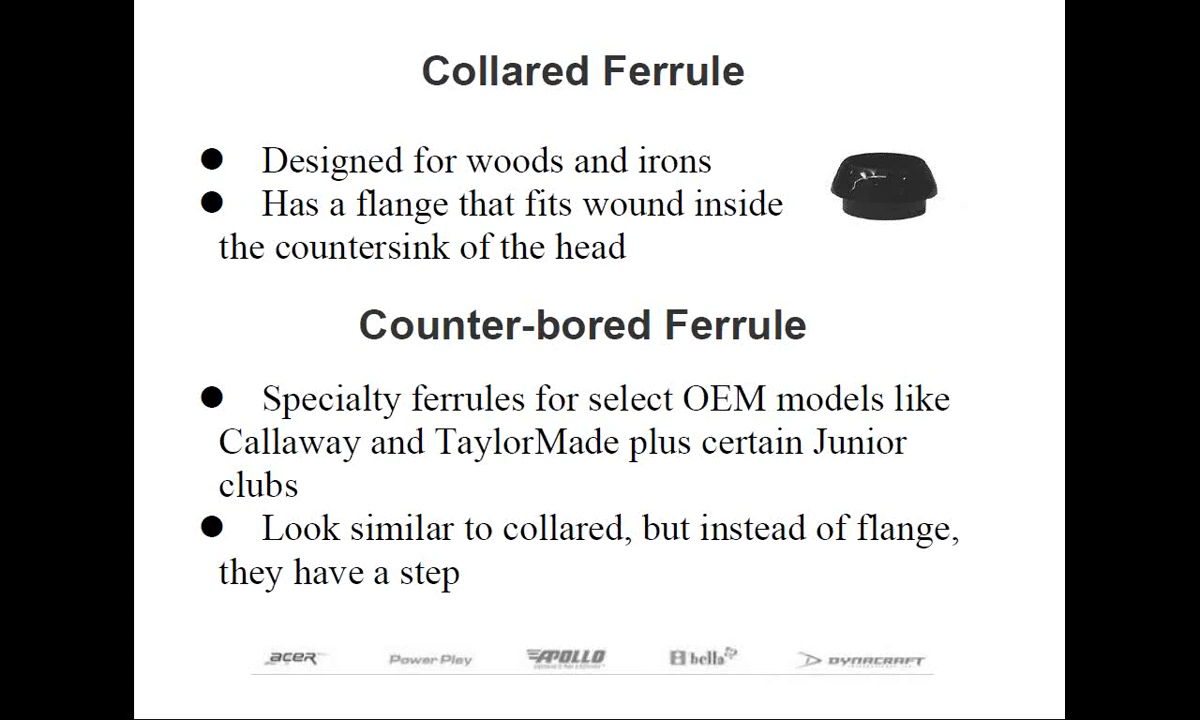 Collared Ferrule
● Designed for woods and irons
● Has a flange that fits wound inside
the countersink of the head
Counter-bored Ferrule
● Specialty ferrules for select OEM models like
Callaway and TaylorMade plus certain Junior
clubs
● Look similar to collared, but instead of flange,
they have a step
acer Power Play APOLLO bella DYNACRAFT